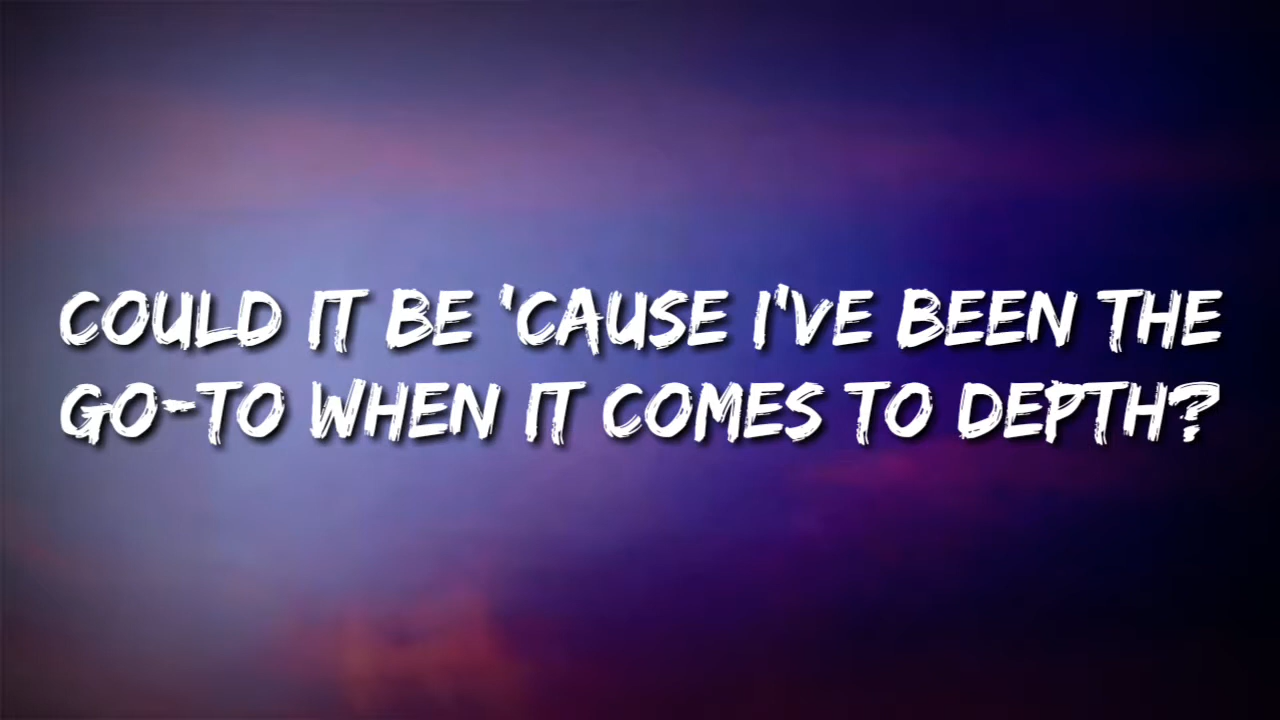 COULD IT BE 'CAUSE I'VE BEEN THE
GO-TO WHEN IT COMES TO DEPTH?